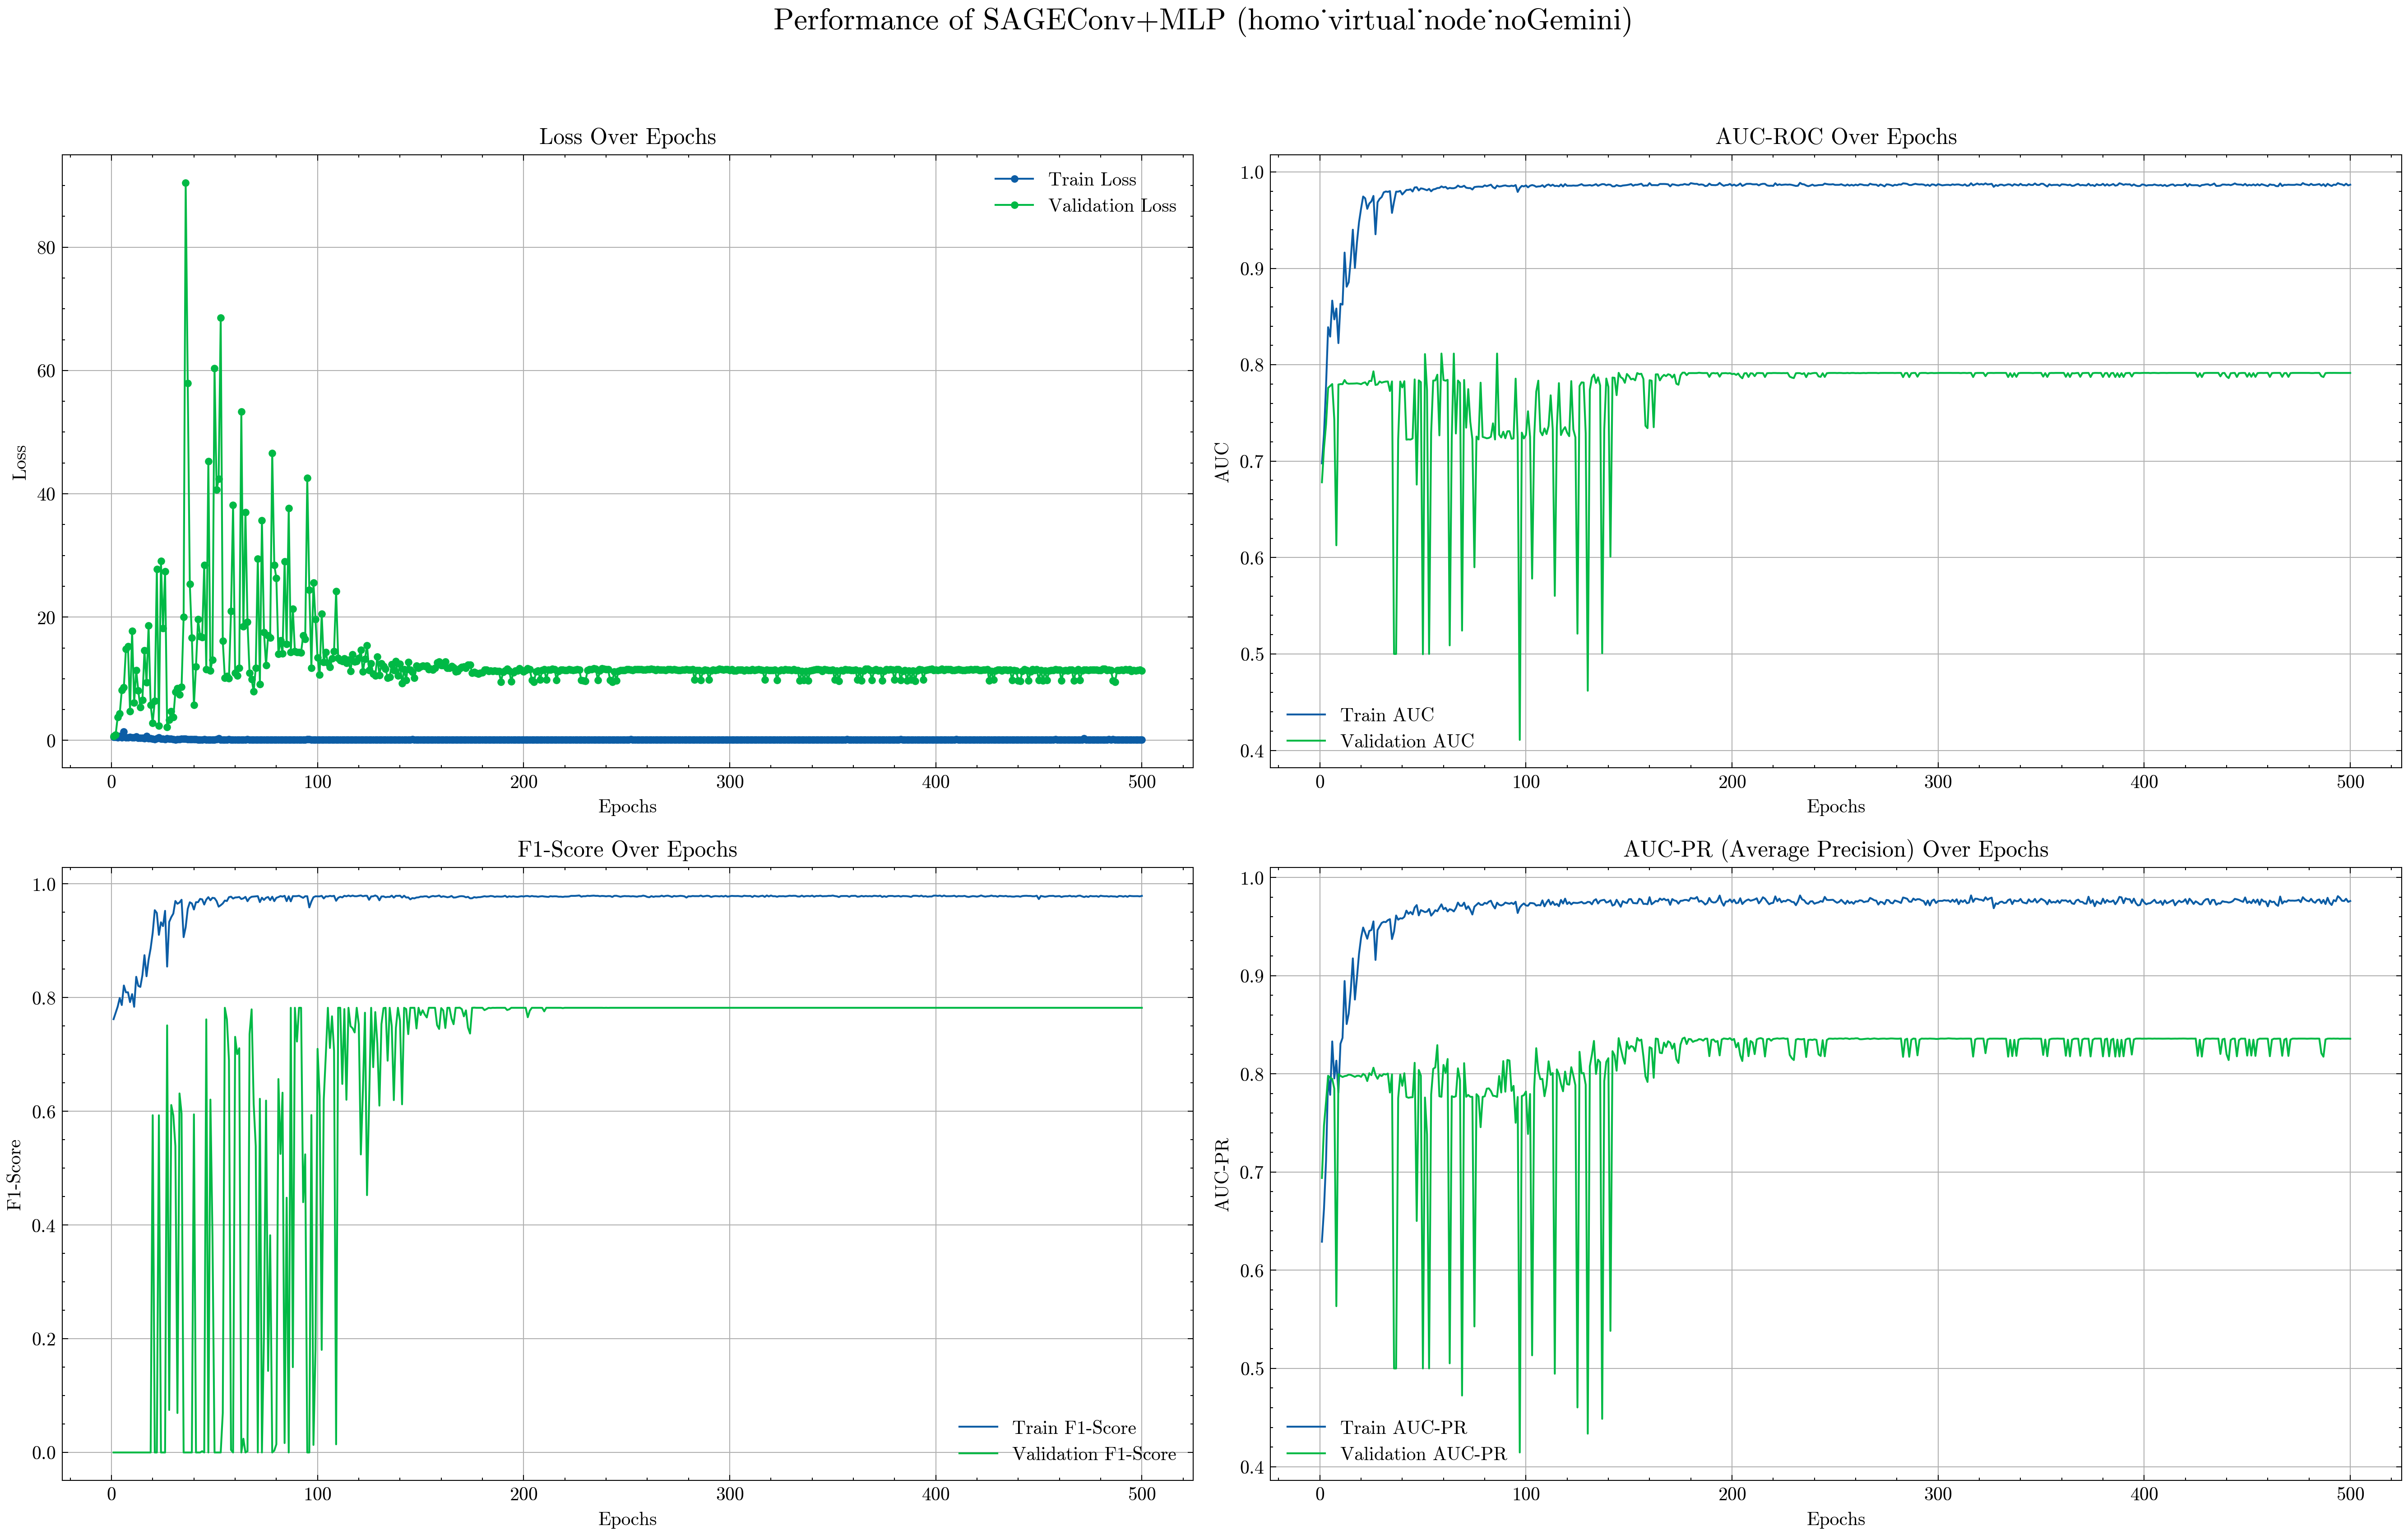 Performance of SAGEConv+MLP (homo˙virtual˙node˙noGemini)
Loss Over Epochs
Train Loss
Validation Loss
Loss
80
60
40
20
0
0 100 200 300 400 500
Epochs
AUC-ROC Over Epochs
AUC
1.0
0.9
0.8
0.7
0.6
0.5
0.4
Train AUC
Validation AUC
0 100 200 300 400 500
Epochs
F1-Score Over Epochs
F1-Score
1.0
0.8
0.6
0.4
0.2
0.0
Train F1-Score
Validation F1-Score
0 100 200 300 400 500
Epochs
AUC-PR (Average Precision) Over Epochs
AUC-PR
1.0
0.9
0.8
0.7
0.6
0.5
0.4
Train AUC-PR
Validation AUC-PR
0 100 200 300 400 500
Epochs